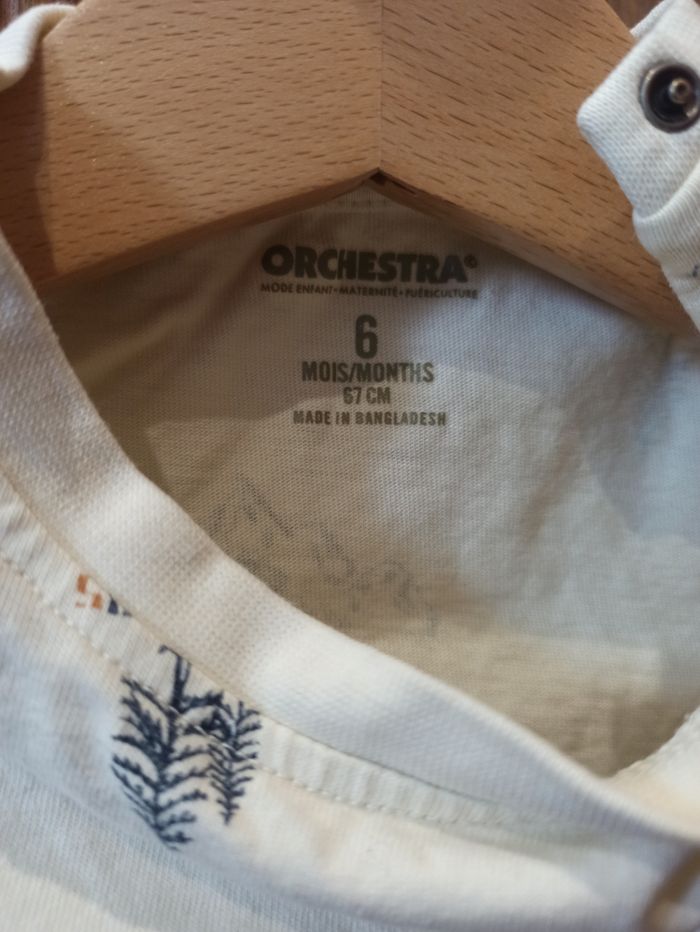 ORCHESTRA®
MODE ENFANT•MATERNITÉ•PUÉRICULTURE
6
MOIS/MONTHS
67 CM
MADE IN BANGLADESH